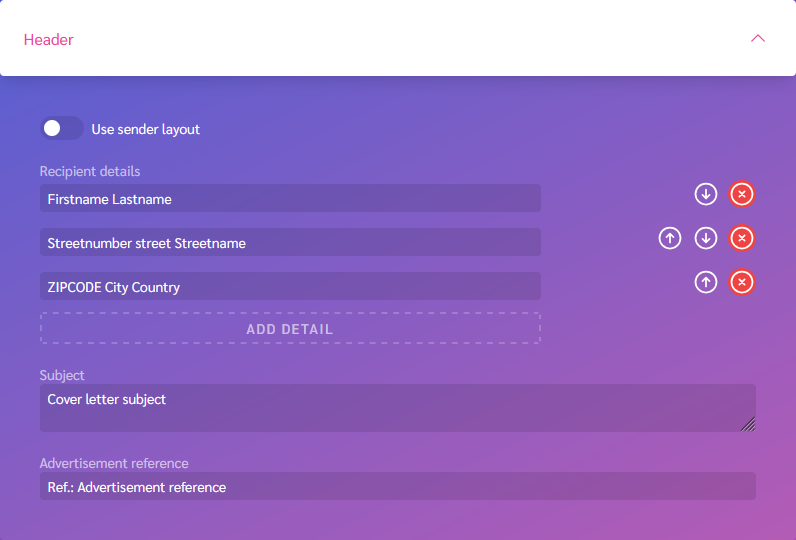 Header
Use sender layout
Recipient details
Firstname Lastname
Streetnumber street Streetname
ZIPCODE City Country
ADD DETAIL
Subject
Cover letter subject
Advertisement reference
Ref.: Advertisement reference